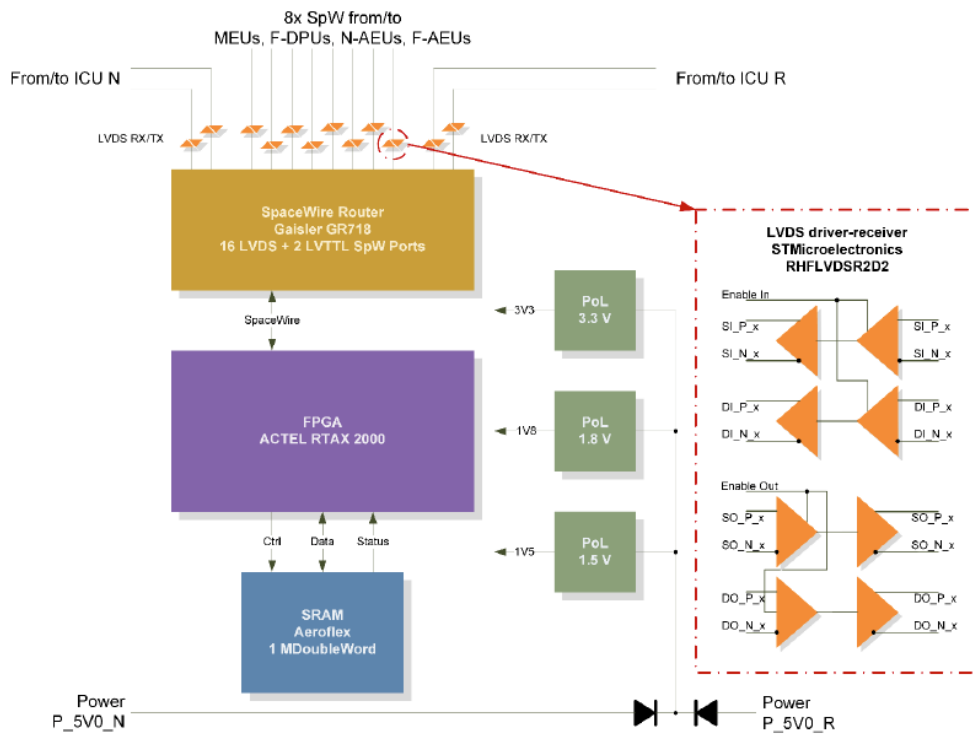 8x SpW from/to
MEUs, F-DPUs, N-AEUs, F-AEUs
From/to ICU N
From/to ICU R
LVDS RX/TX
LVDS RX/TX
SpaceWire Router
Gaisler GR718
16 LVDS + 2 LVTTL SpW Ports
SpaceWire
FPGA
ACTEL RTAX 2000
Ctrl
Data
Status
SRAM
Aeroflex
1 MDoubleWord
3V3
PoL
3.3 V
1V8
PoL
1.8 V
1V5
PoL
1.5 V
LVDS driver-receiver
STMicroelectronics
RHFLVDSR2D2
Enable In
SI_P_x
SI_P_x
SI_N_x
SI_N_x
DI_P_x
DI_P_x
DI_N_x
DI_N_x
Enable Out
SO_P_x
SO_P_x
SO_N_x
SO_N_x
DO_P_x
DO_P_x
DO_N_x
DO_N_x
Power
P_5V0_N
Power
P_5V0_R